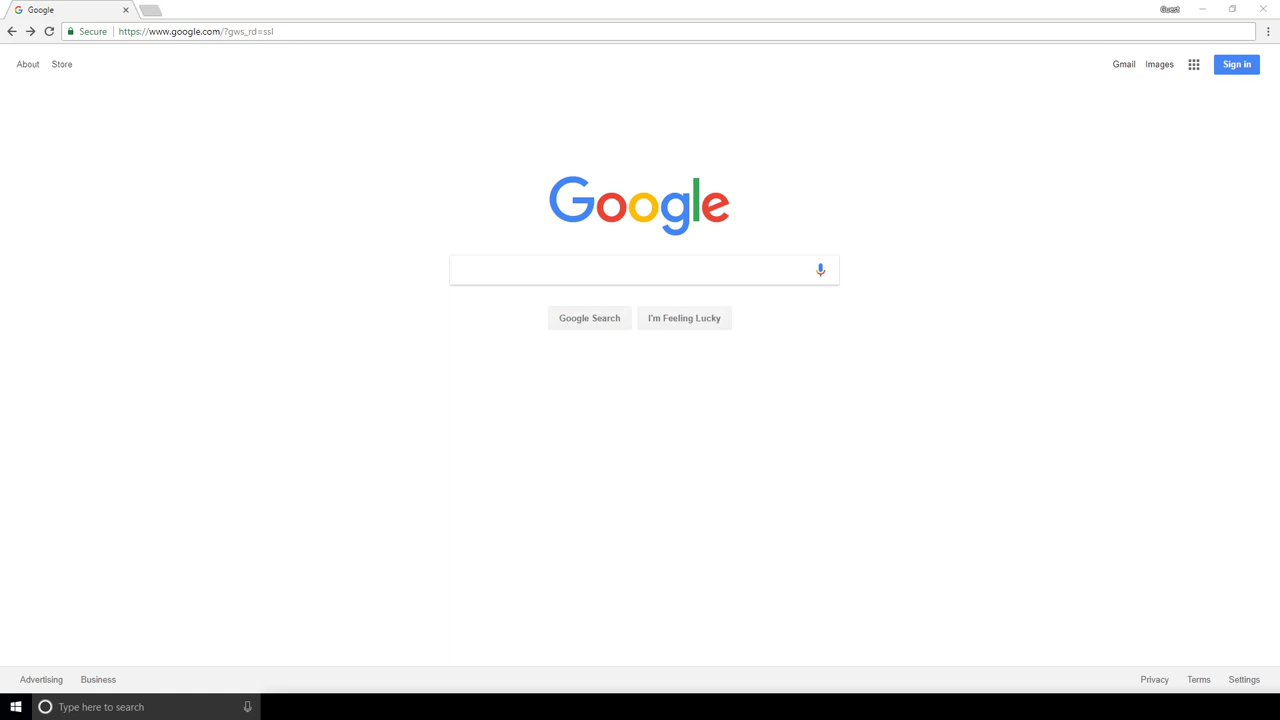 Google
Guest
Secure https://www.google.com/?gws_rd=ssl
About Store Gmail Images Sign in
Google
Google Search I'm Feeling Lucky
Advertising Business Privacy Terms Settings
Type here to search